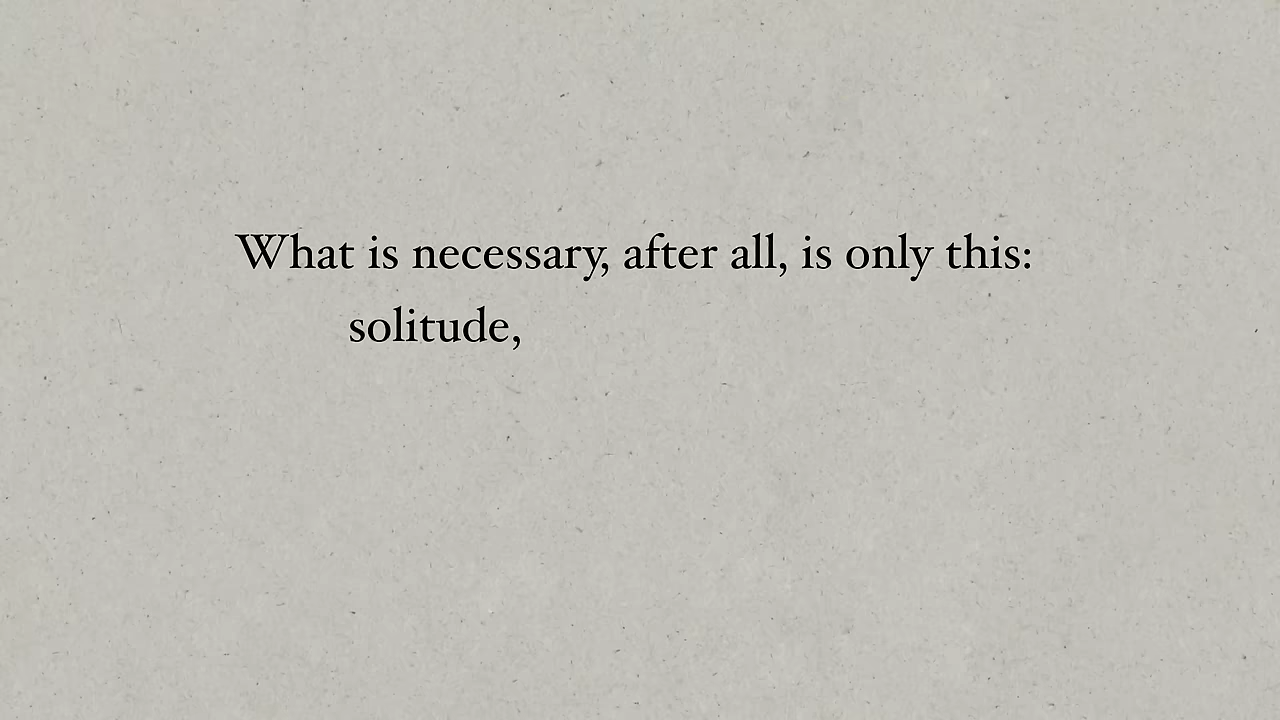 What is necessary, after all, is only this:
solitude,